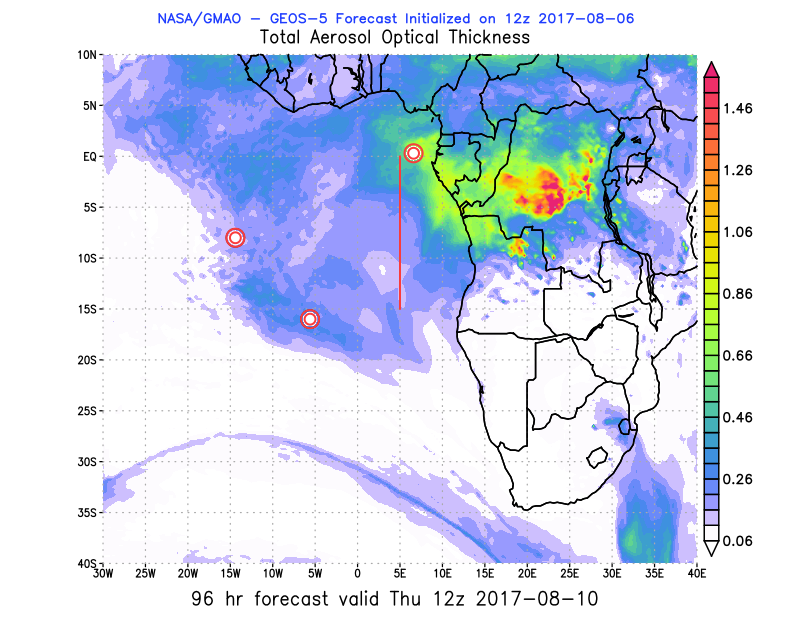 NASA/GMAO – GEOS-5 Forecast Initialized on 12z 2017-08-06
Total Aerosol Optical Thickness
10N
5N
EQ
5S
10S
15S
20S
25S
30S
35S
40S
30W 25W 20W 15W 10W 5W 0 5E 10E 15E 20E 25E 30E 35E 40E
1.46
1.26
1.06
0.86
0.66
0.46
0.26
0.06
96 hr forecast valid Thu 12z 2017-08-10